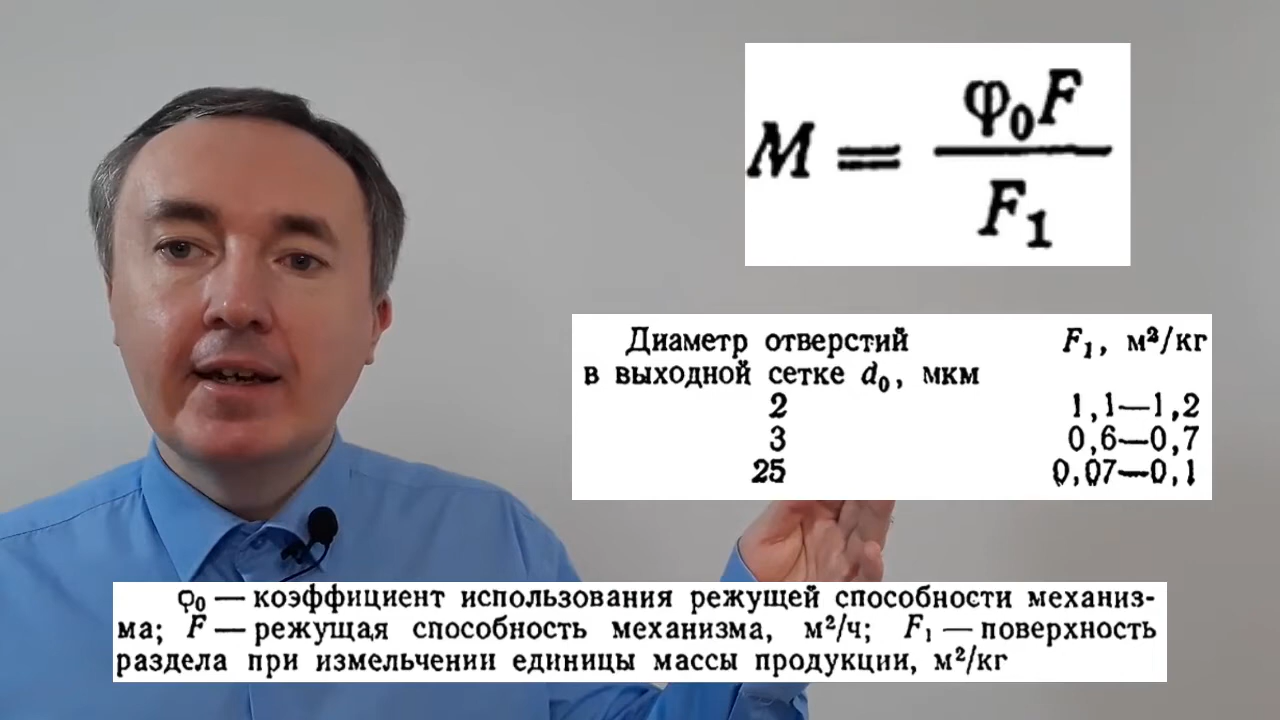 M = φ₀F / F₁
Диаметр отверстий
в выходной сетке d₀, мкм
F₁, м²/кг
2 1,1—1,2
3 0,6—0,7
25 0,07—0,1
φ₀ — коэффициент использования режущей способности механиз-
ма; F — режущая способность механизма, м²/ч; F₁ — поверхность
раздела при измельчении единицы массы продукции, м²/кг